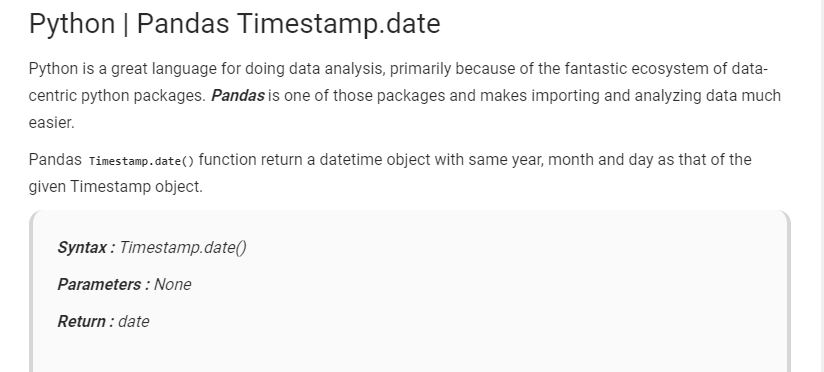 Python | Pandas Timestamp.date
Python is a great language for doing data analysis, primarily because of the fantastic ecosystem of data-
centric python packages. Pandas is one of those packages and makes importing and analyzing data much
easier.
Pandas Timestamp.date() function return a datetime object with same year, month and day as that of the
given Timestamp object.
Syntax : Timestamp.date()
Parameters : None
Return : date